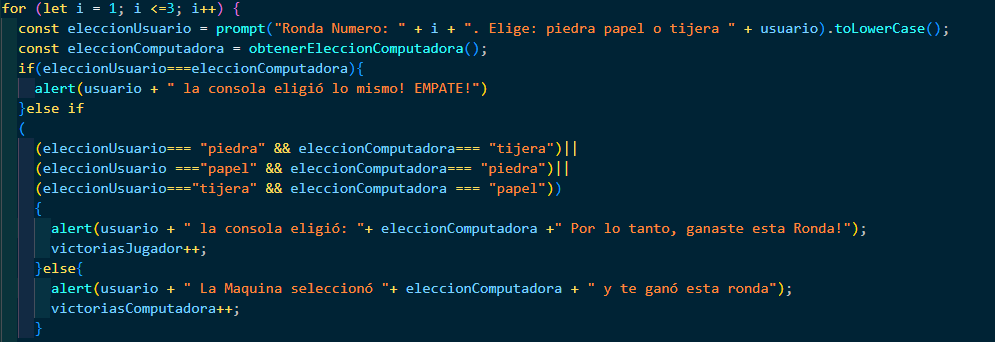 for (let i = 1; i <=3; i++) {
const eleccionUsuario = prompt("Ronda Numero: " + i + ". Elige: piedra papel o tijera " + usuario).toLowerCase();
const eleccionComputadora = obtenerEleccionComputadora();
if(eleccionUsuario===eleccionComputadora){
alert(usuario + " la consola eligió lo mismo! EMPATE!")
}else if
(
(eleccionUsuario=== "piedra" && eleccionComputadora=== "tijera")||
(eleccionUsuario ==="papel" && eleccionComputadora=== "piedra")||
(eleccionUsuario==="tijera" && eleccionComputadora === "papel"))
{
alert(usuario + " la consola eligió: "+ eleccionComputadora +" Por lo tanto, ganaste esta Ronda!");
victoriasJugador++;
}else{
alert(usuario + " La Maquina seleccionó "+ eleccionComputadora + " y te ganó esta ronda");
victoriasComputadora++;
}